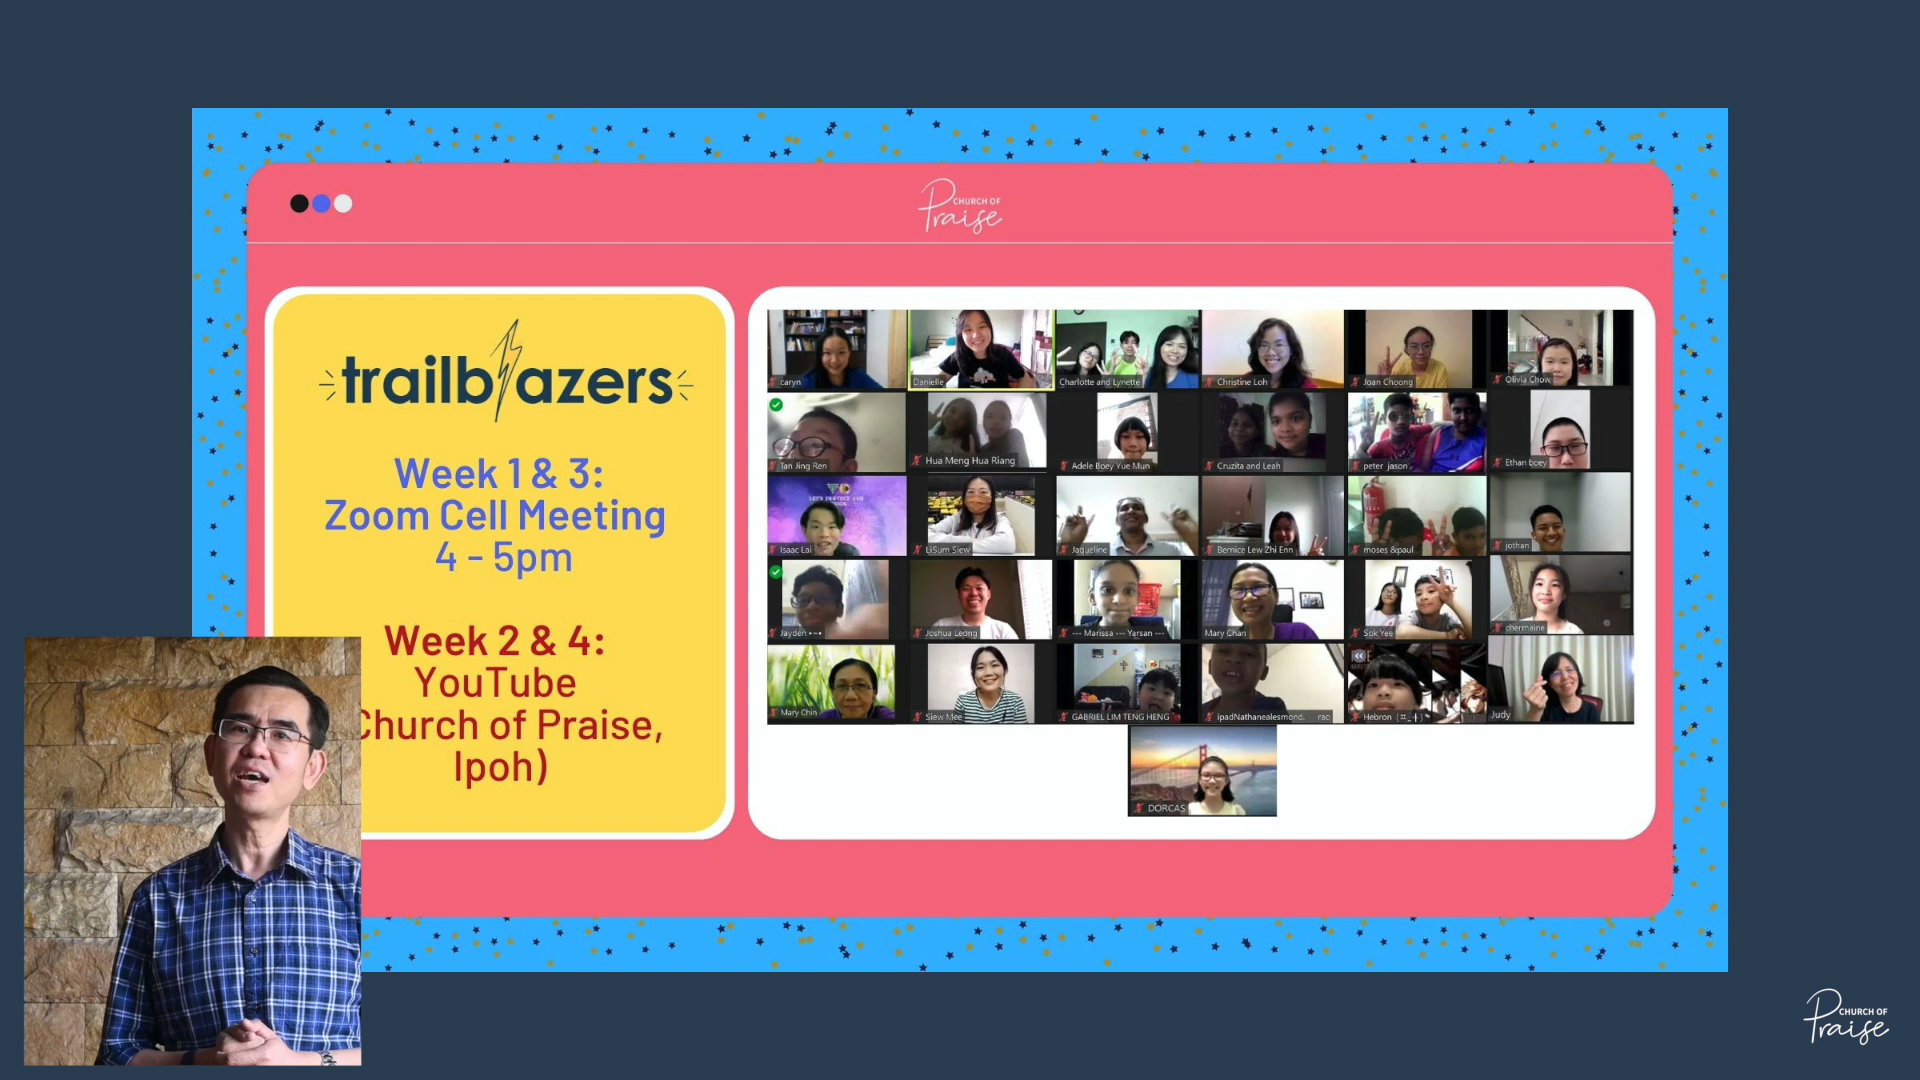 CHURCH OF
Praise
trailblazers
Week 1 & 3:
Zoom Cell Meeting
4 - 5pm
Week 2 & 4:
YouTube
Church of Praise,
Ipoh)
caryn
Danielle
Charlotte and Lynette
Christine Loh
Joan Choong
Olivia Chow
Tan Jing Ren
Hua Meng Hua Riang
Adele Boey Yue Mun
Cruzita and Leah
peter jason
Ethan boey
Isaac Lai
LiSum Siew
Jaqueline
Bernice Lew Zhi Enn
moses &paul
jothan
Jayden
Joshua Leong
--- Marissa --- Yarsan ---
Mary Chan
Sok Yee
chermaine
Mary Chin
Siew Mee
GABRIEL LIM TENG HENG
ipadNathanealesmond. rao
Hebron
Judy
DORCAS
CHURCH OF
Praise